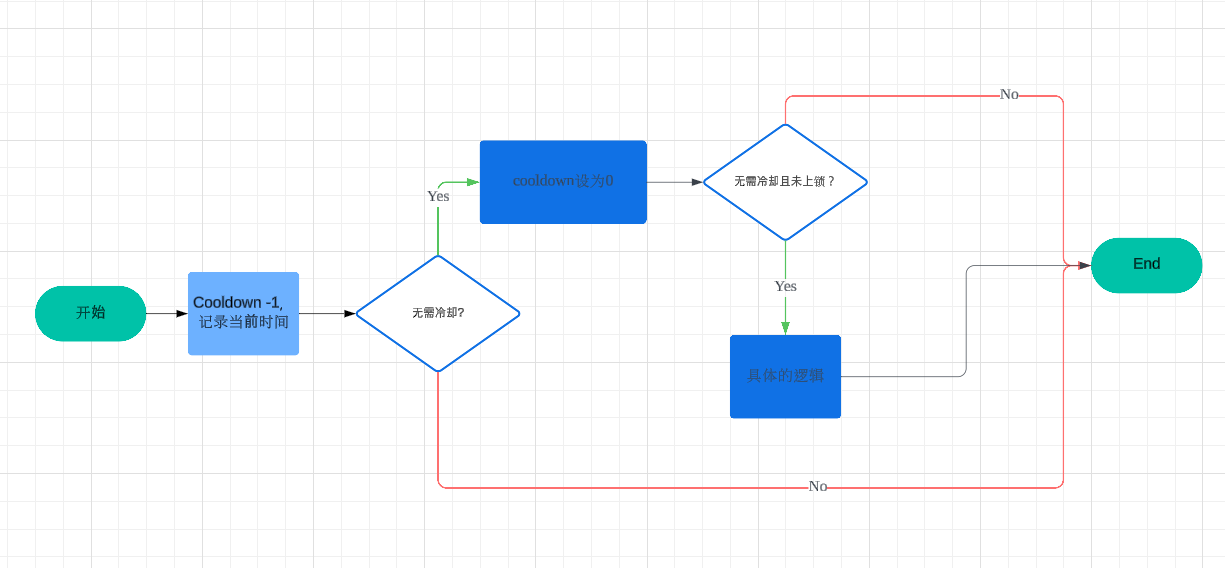 开始
Cooldown -1,
记录当前时间
无需冷却?
Yes
cooldown设为0
无需冷却且未上锁？
No
Yes
具体的逻辑
No
End